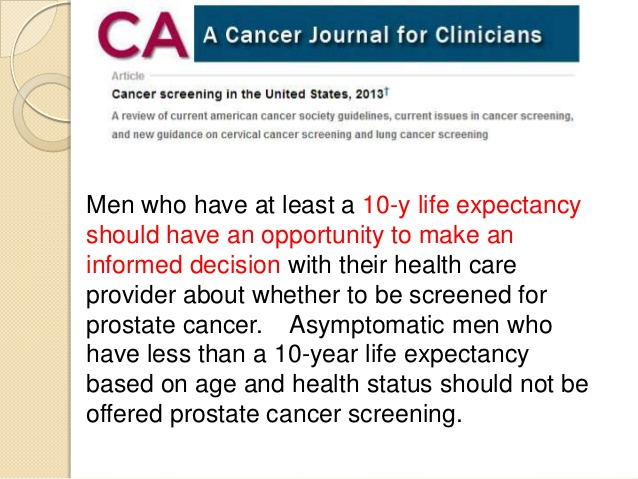 CA A Cancer Journal for Clinicians
Article
Cancer screening in the United States, 2013†
A review of current american cancer society guidelines, current issues in cancer screening,
and new guidance on cervical cancer screening and lung cancer screening
Men who have at least a 10-y life expectancy
should have an opportunity to make an
informed decision with their health care
provider about whether to be screened for
prostate cancer. Asymptomatic men who
have less than a 10-year life expectancy
based on age and health status should not be
offered prostate cancer screening.